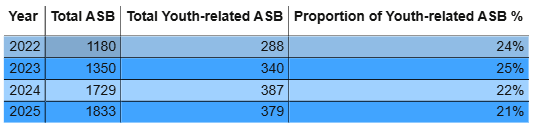 Year Total ASB Total Youth-related ASB Proportion of Youth-related ASB %
2022 1180 288 24%
2023 1350 340 25%
2024 1729 387 22%
2025 1833 379 21%